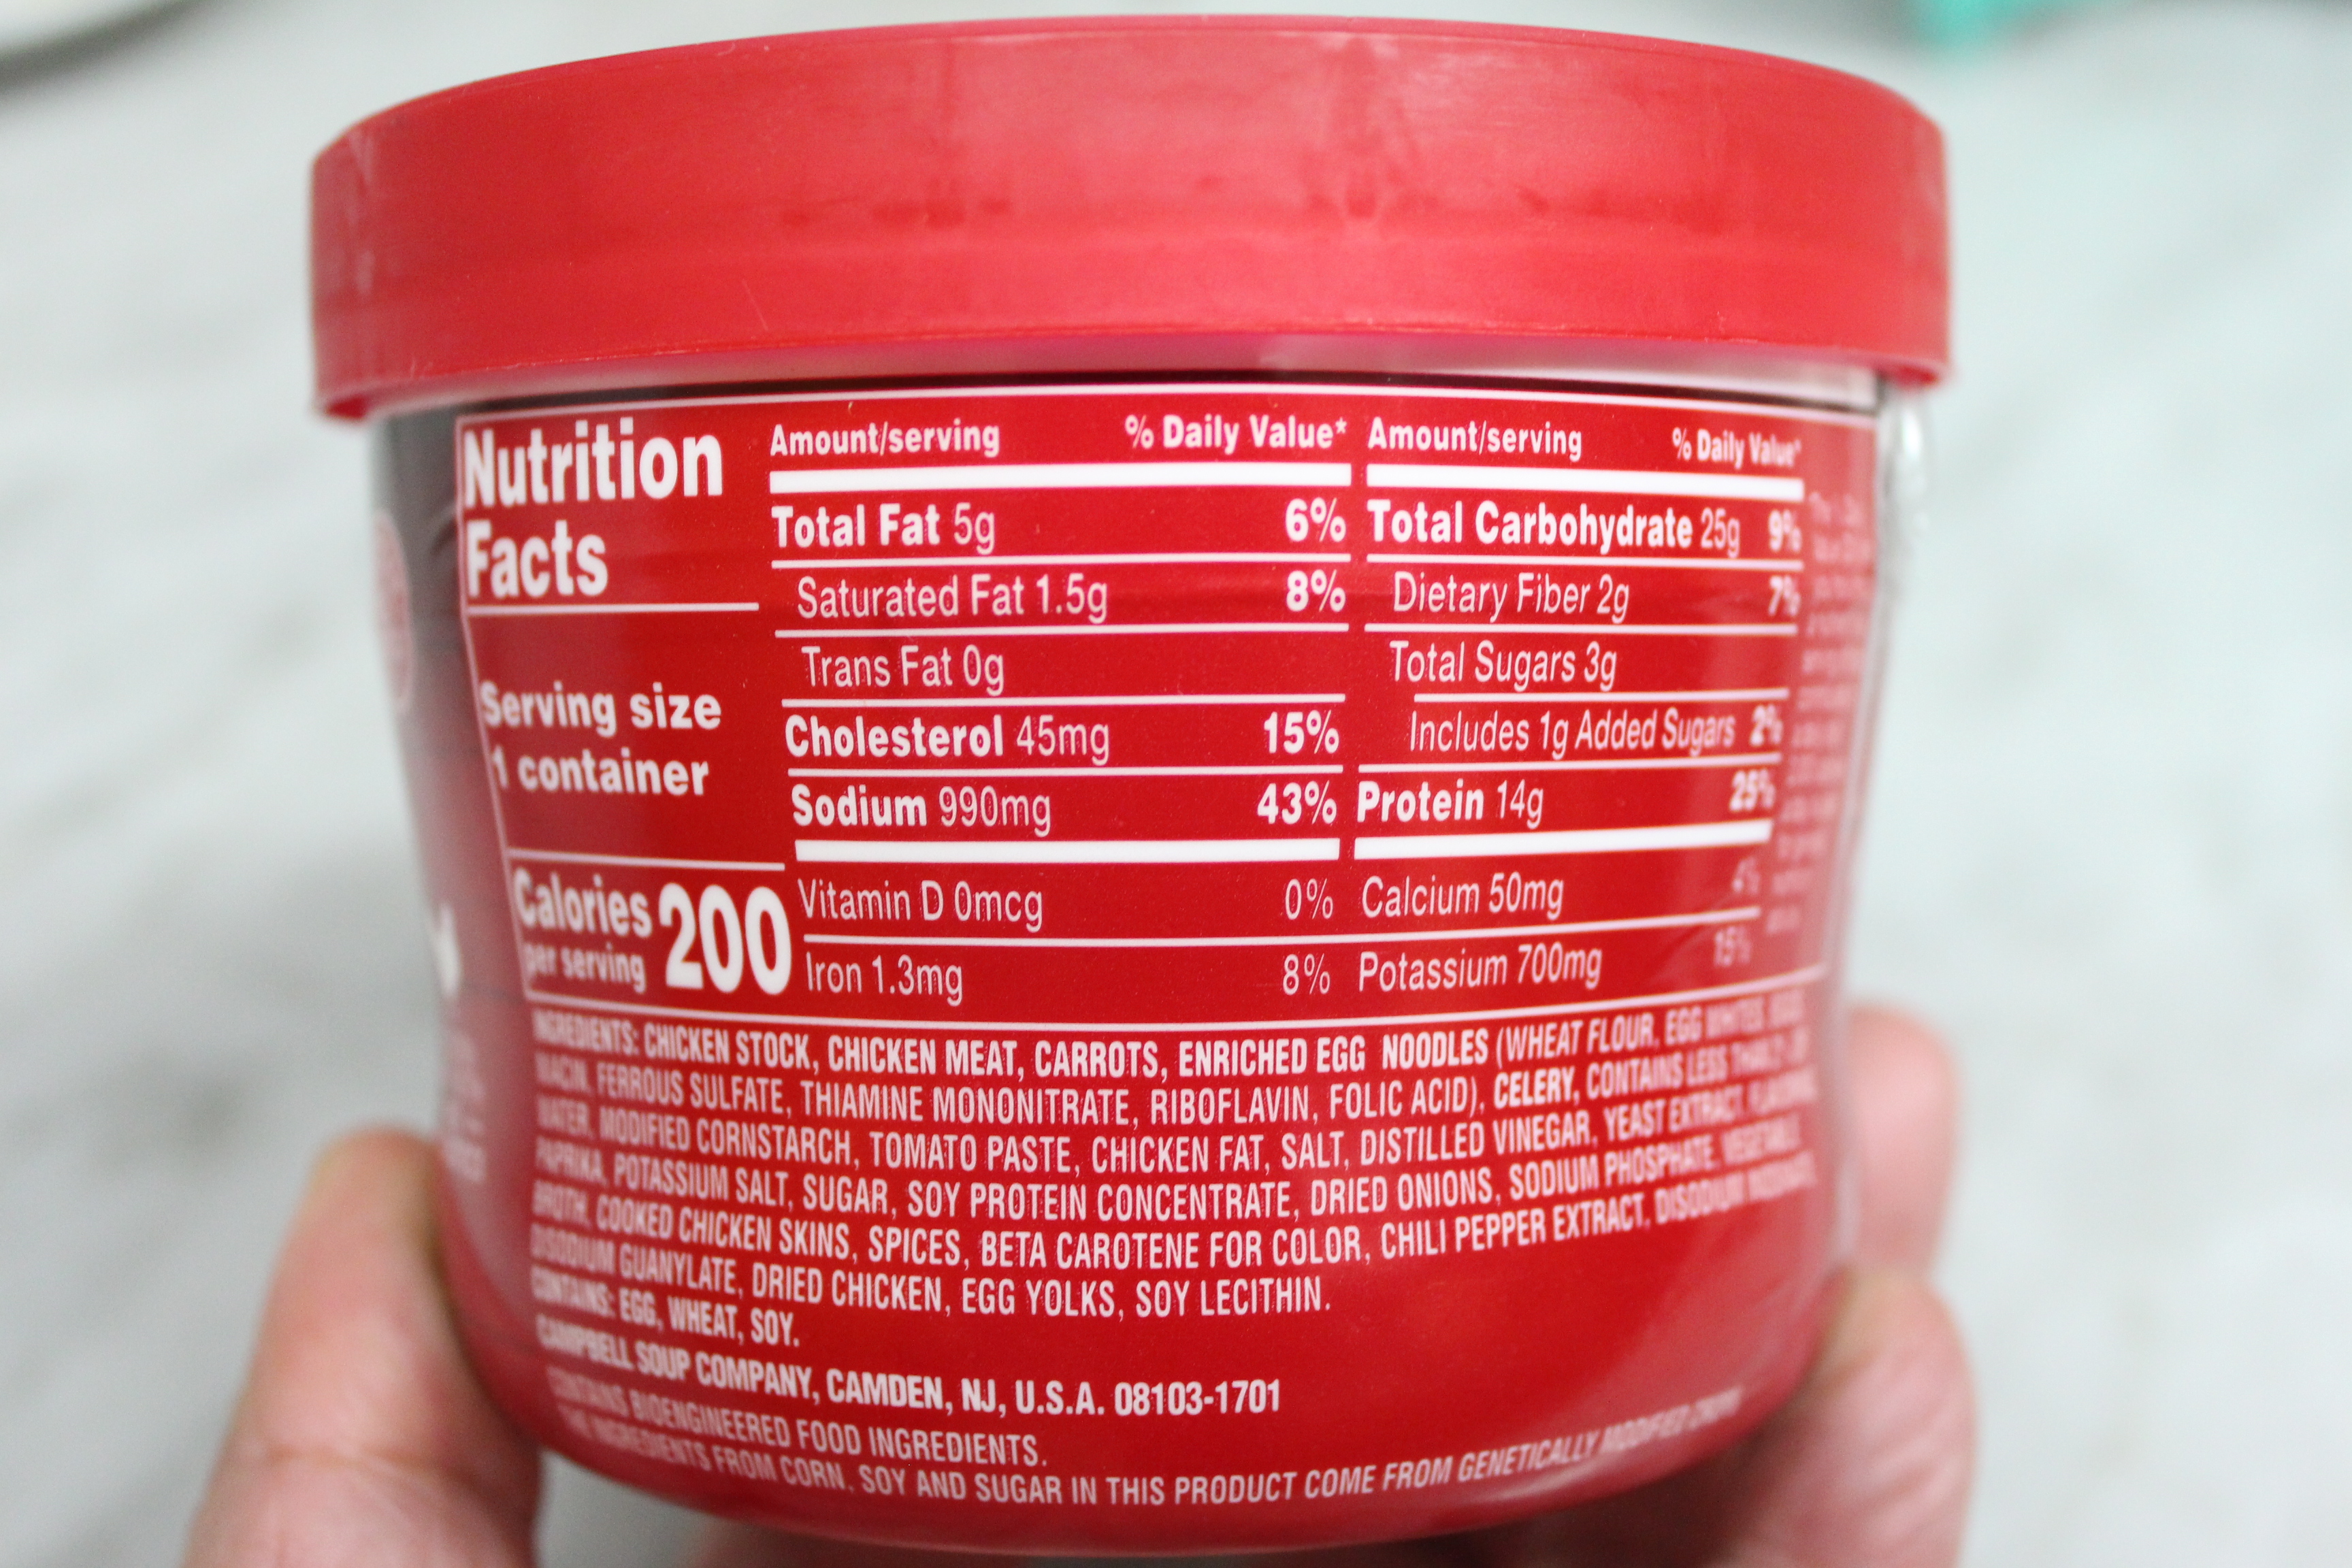 Nutrition
Facts
Serving size
1 container
Calories 200
per serving
Amount/serving % Daily Value*
Total Fat 5g 6%
Saturated Fat 1.5g 8%
Trans Fat 0g
Cholesterol 45mg 15%
Sodium 990mg 43%
Vitamin D 0mcg 0%
Iron 1.3mg 8%
Amount/serving % Daily Value*
Total Carbohydrate 25g 9%
Dietary Fiber 2g 7%
Total Sugars 3g
Includes 1g Added Sugars 2%
Protein 14g 25%
Calcium 50mg 4%
Potassium 700mg 15%
INGREDIENTS: CHICKEN STOCK, CHICKEN MEAT, CARROTS, ENRICHED EGG NOODLES (WHEAT FLOUR, EGG WHITES,
NIACIN, FERROUS SULFATE, THIAMINE MONONITRATE, RIBOFLAVIN, FOLIC ACID), CELERY, CONTAINS LESS THAN
WATER, MODIFIED CORNSTARCH, TOMATO PASTE, CHICKEN FAT, SALT, DISTILLED VINEGAR, YEAST EXTRACT,
PAPRIKA, POTASSIUM SALT, SUGAR, SOY PROTEIN CONCENTRATE, DRIED ONIONS, SODIUM PHOSPHATE, VEGETABLE
BROTH, COOKED CHICKEN SKINS, SPICES, BETA CAROTENE FOR COLOR, CHILI PEPPER EXTRACT, DISODIUM INOSINATE,
DISODIUM GUANYLATE, DRIED CHICKEN, EGG YOLKS, SOY LECITHIN.
CONTAINS: EGG, WHEAT, SOY.
CAMPBELL SOUP COMPANY, CAMDEN, NJ, U.S.A. 08103-1701
CONTAINS BIOENGINEERED FOOD INGREDIENTS.
THE INGREDIENTS FROM CORN, SOY AND SUGAR IN THIS PRODUCT COME FROM GENETICALLY MODIFIED CROPS